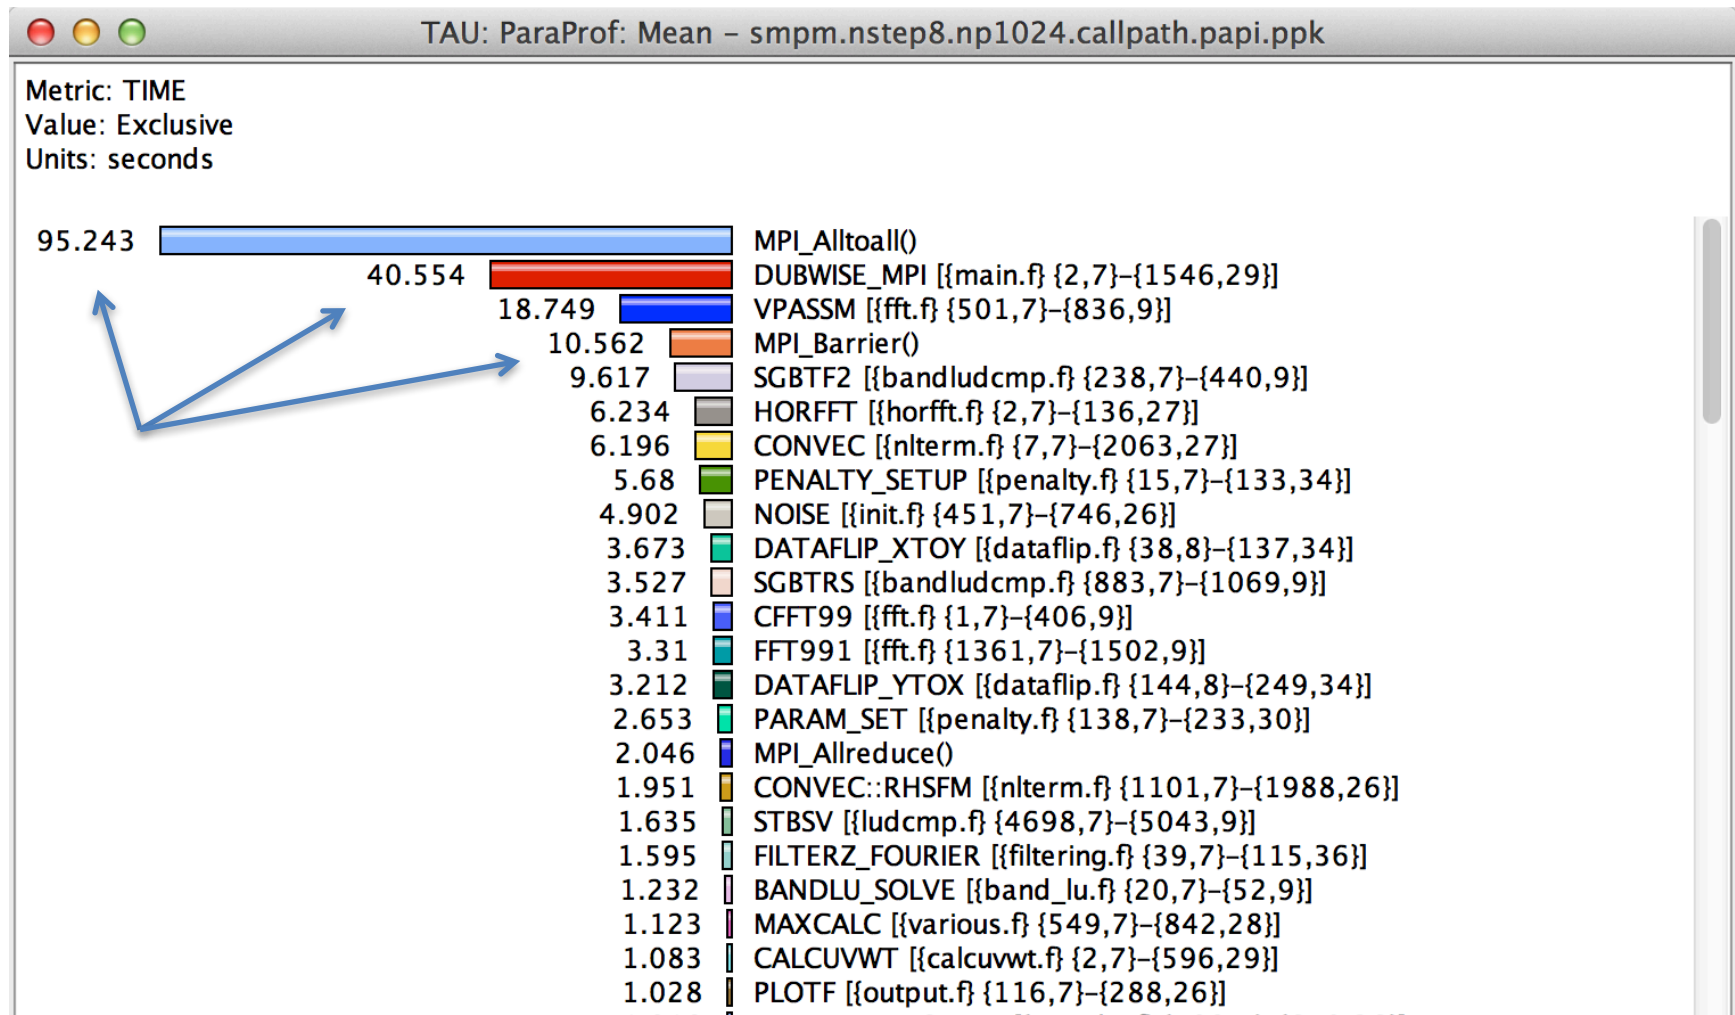 TAU: ParaProf: Mean – smpm.nstep8.np1024.callpath.papi.ppk
Metric: TIME
Value: Exclusive
Units: seconds
95.243 MPI_Alltoall()
40.554 DUBWISE_MPI [{main.f} {2,7}–{1546,29}]
18.749 VPASSM [{fft.f} {501,7}–{836,9}]
10.562 MPI_Barrier()
9.617 SGBTF2 [{bandludcmp.f} {238,7}–{440,9}]
6.234 HORFFT [{horfft.f} {2,7}–{136,27}]
6.196 CONVEC [{nlterm.f} {7,7}–{2063,27}]
5.68 PENALTY_SETUP [{penalty.f} {15,7}–{133,34}]
4.902 NOISE [{init.f} {451,7}–{746,26}]
3.673 DATAFLIP_XTOY [{dataflip.f} {38,8}–{137,34}]
3.527 SGBTRS [{bandludcmp.f} {883,7}–{1069,9}]
3.411 CFFT99 [{fft.f} {1,7}–{406,9}]
3.31 FFT991 [{fft.f} {1361,7}–{1502,9}]
3.212 DATAFLIP_YTOX [{dataflip.f} {144,8}–{249,34}]
2.653 PARAM_SET [{penalty.f} {138,7}–{233,30}]
2.046 MPI_Allreduce()
1.951 CONVEC::RHSFM [{nlterm.f} {1101,7}–{1988,26}]
1.635 STBSV [{ludcmp.f} {4698,7}–{5043,9}]
1.595 FILTERZ_FOURIER [{filtering.f} {39,7}–{115,36}]
1.232 BANDLU_SOLVE [{band_lu.f} {20,7}–{52,9}]
1.123 MAXCALC [{various.f} {549,7}–{842,28}]
1.083 CALCUVWT [{calcuvwt.f} {2,7}–{596,29}]
1.028 PLOTF [{output.f} {116,7}–{288,26}]